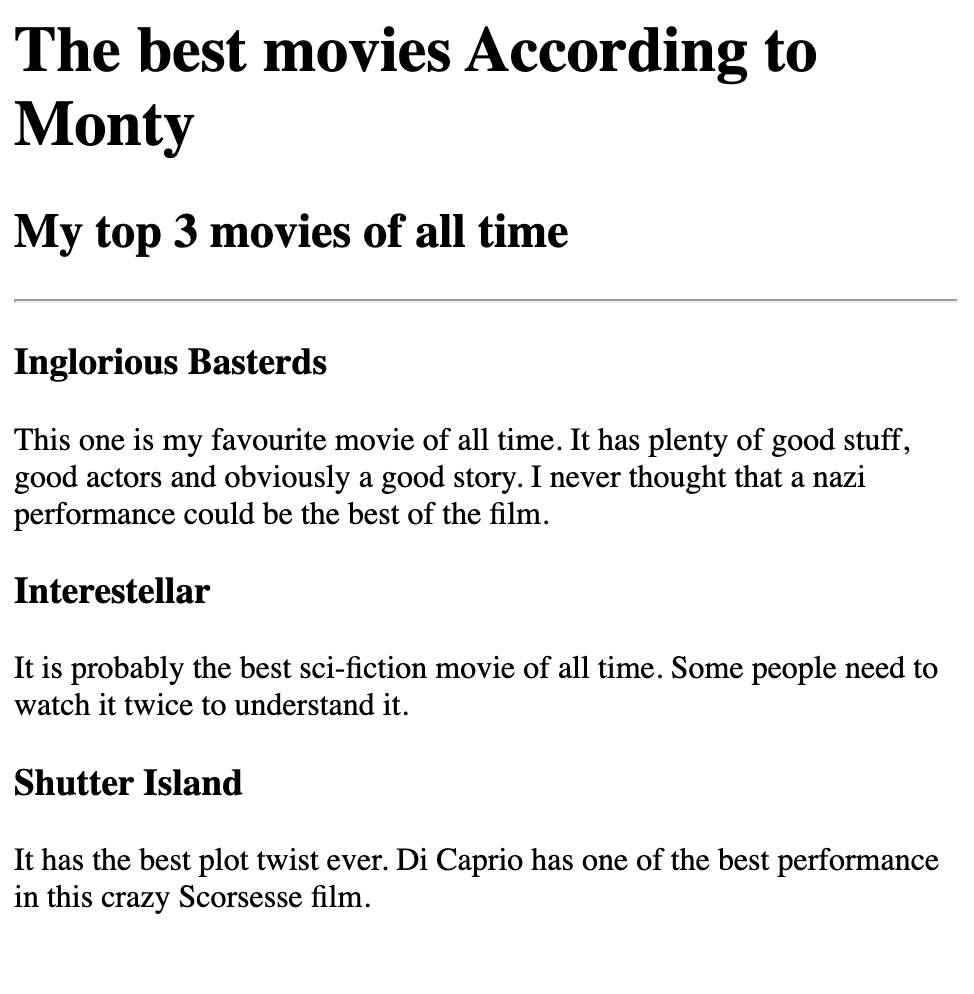 The best movies According to
Monty
My top 3 movies of all time
Inglorious Basterds
This one is my favourite movie of all time. It has plenty of good stuff,
good actors and obviously a good story. I never thought that a nazi
performance could be the best of the film.
Interestellar
It is probably the best sci-fiction movie of all time. Some people need to
watch it twice to understand it.
Shutter Island
It has the best plot twist ever. Di Caprio has one of the best performance
in this crazy Scorsesse film.